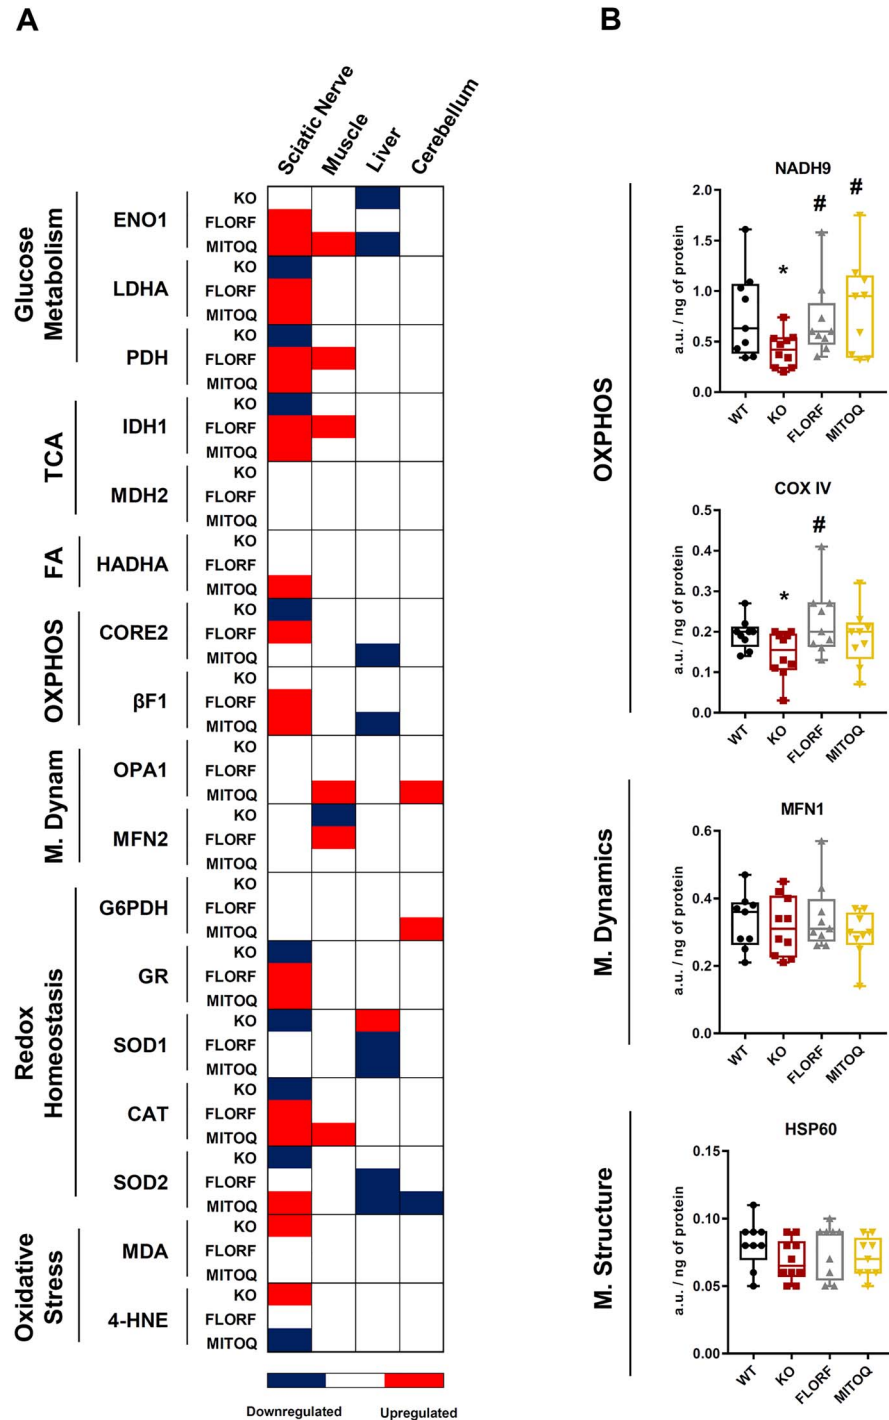 A
Sciatic Nerve
Muscle
Liver
Cerebellum
Glucose
Metabolism
ENO1
KO
FLORF
MITOQ
LDHA
KO
FLORF
MITOQ
PDH
KO
FLORF
MITOQ
TCA
IDH1
KO
FLORF
MITOQ
MDH2
KO
FLORF
MITOQ
FA
HADHA
KO
FLORF
MITOQ
OXPHOS
CORE2
KO
FLORF
MITOQ
βF1
KO
FLORF
MITOQ
M. Dynam
OPA1
KO
FLORF
MITOQ
MFN2
KO
FLORF
MITOQ
Redox
Homeostasis
G6PDH
KO
FLORF
MITOQ
GR
KO
FLORF
MITOQ
SOD1
KO
FLORF
MITOQ
CAT
KO
FLORF
MITOQ
SOD2
KO
FLORF
MITOQ
Oxidative
Stress
MDA
KO
FLORF
MITOQ
4-HNE
KO
FLORF
MITOQ
Downregulated
Upregulated
B
OXPHOS
NADH9
a.u. / ng of protein
2.0
1.5
1.0
0.5
0.0
*
#
#
WT
KO
FLORF
MITOQ
COX IV
a.u. / ng of protein
0.5
0.4
0.3
0.2
0.1
0.0
*
#
WT
KO
FLORF
MITOQ
M. Dynamics
MFN1
a.u. / ng of protein
0.6
0.4
0.2
0.0
WT
KO
FLORF
MITOQ
M. Structure
HSP60
a.u. / ng of protein
0.15
0.10
0.05
0.00
WT
KO
FLORF
MITOQ